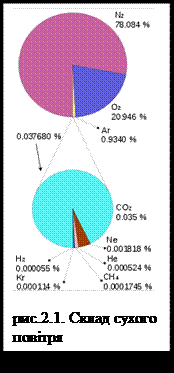 N₂
78.084 %
O₂
20.946 %
Ar
0.9340 %
0.037680 %
CO₂
0.035 %
Ne
0.001818 %
H₂
0.000055 %
He
0.000524 %
Kr
0.000114 %
CH₄
0.0001745 %
рис.2.1. Склад сухого
повітря